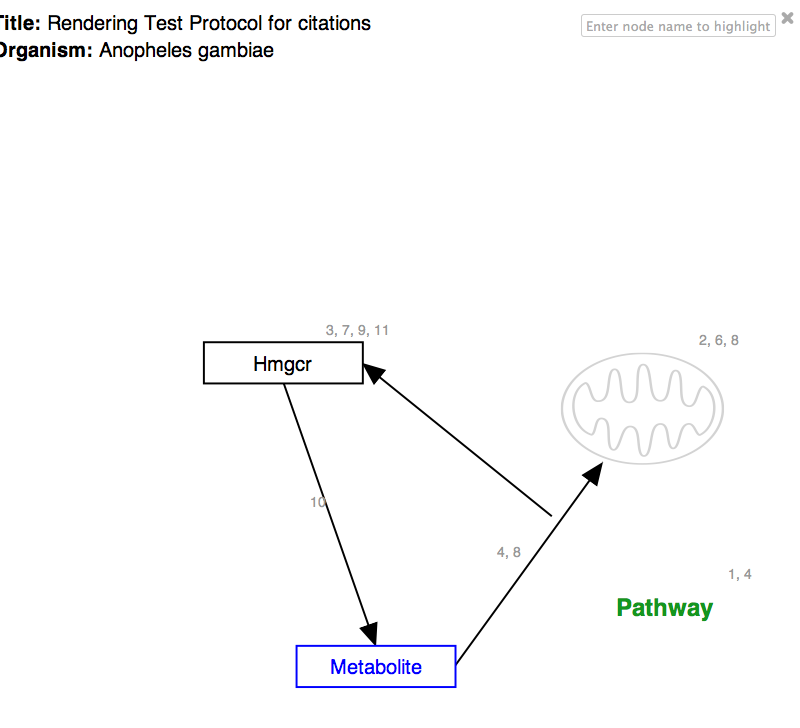 Title: Rendering Test Protocol for citations
Enter node name to highlight
Organism: Anopheles gambiae
3, 7, 9, 11
2, 6, 8
Hmgcr
10
4, 8
1, 4
Pathway
Metabolite